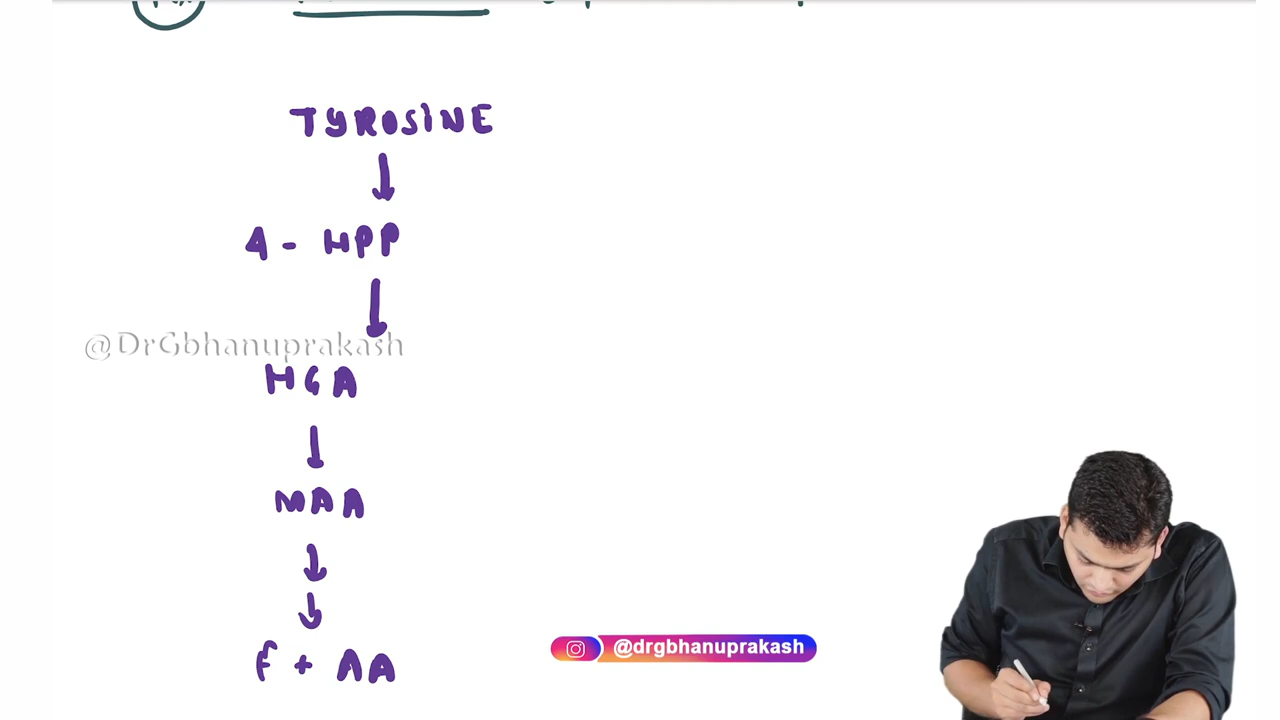 TYROSINE
4 - HPP
@DrGbhanuprakash
HGA
MAA
F + AA
@drgbhanuprakash